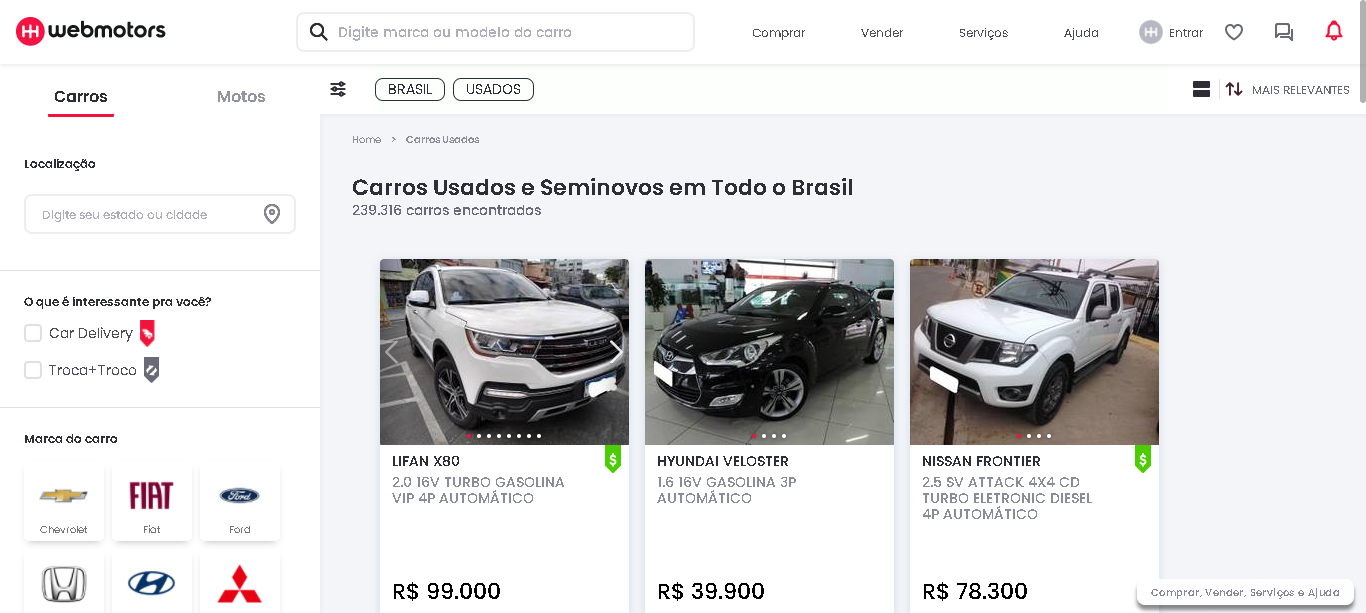 webmotors
Digite marca ou modelo do carro
Comprar
Vender
Serviços
Ajuda
Entrar
Carros
Motos
BRASIL
USADOS
MAIS RELEVANTES
Localização
Digite seu estado ou cidade
O que é interessante pra você?
Car Delivery
Troca+Troco
Marca do carro
Chevrolet
FIAT
Fiat
Ford
Ford
Home > Carros Usados
Carros Usados e Seminovos em Todo o Brasil
239.316 carros encontrados
LIFAN X80
$
2.0 16V TURBO GASOLINA
VIP 4P AUTOMÁTICO
R$ 99.000
HYUNDAI VELOSTER
1.6 16V GASOLINA 3P
AUTOMÁTICO
R$ 39.900
NISSAN FRONTIER
$
2.5 SV ATTACK 4X4 CD
TURBO ELETRONIC DIESEL
4P AUTOMÁTICO
R$ 78.300
Comprar, Vender, Serviços e Ajuda